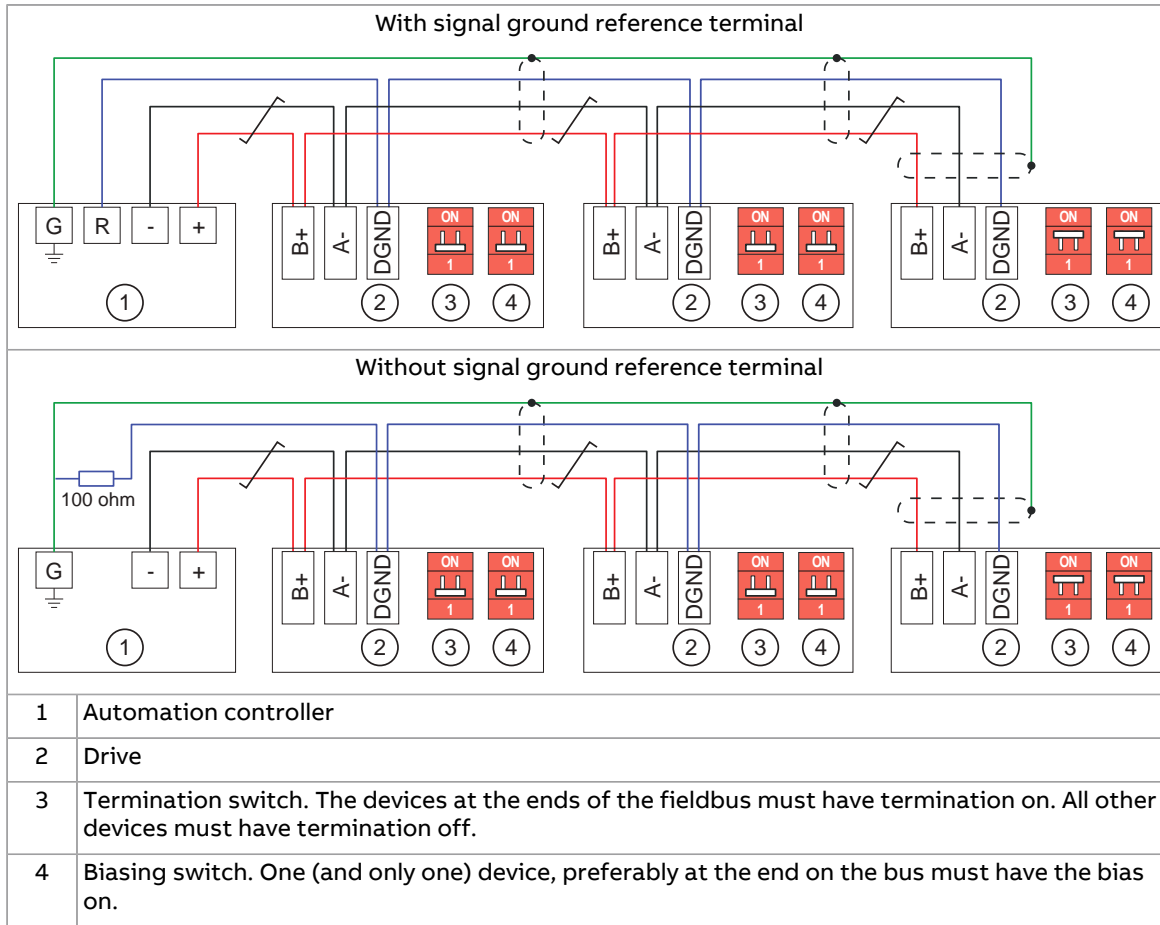 With signal ground reference terminal
G R - + B+ A- DGND ON ON B+ A- DGND ON ON B+ A- DGND ON ON
1 1 1 1 1 1
1 2 3 4 2 3 4 2 3 4
Without signal ground reference terminal
100 ohm
G - + B+ A- DGND ON ON B+ A- DGND ON ON B+ A- DGND ON ON
1 1 1 1 1 1
1 2 3 4 2 3 4 2 3 4
1 Automation controller
2 Drive
3 Termination switch. The devices at the ends of the fieldbus must have termination on. All other
devices must have termination off.
4 Biasing switch. One (and only one) device, preferably at the end on the bus must have the bias
on.